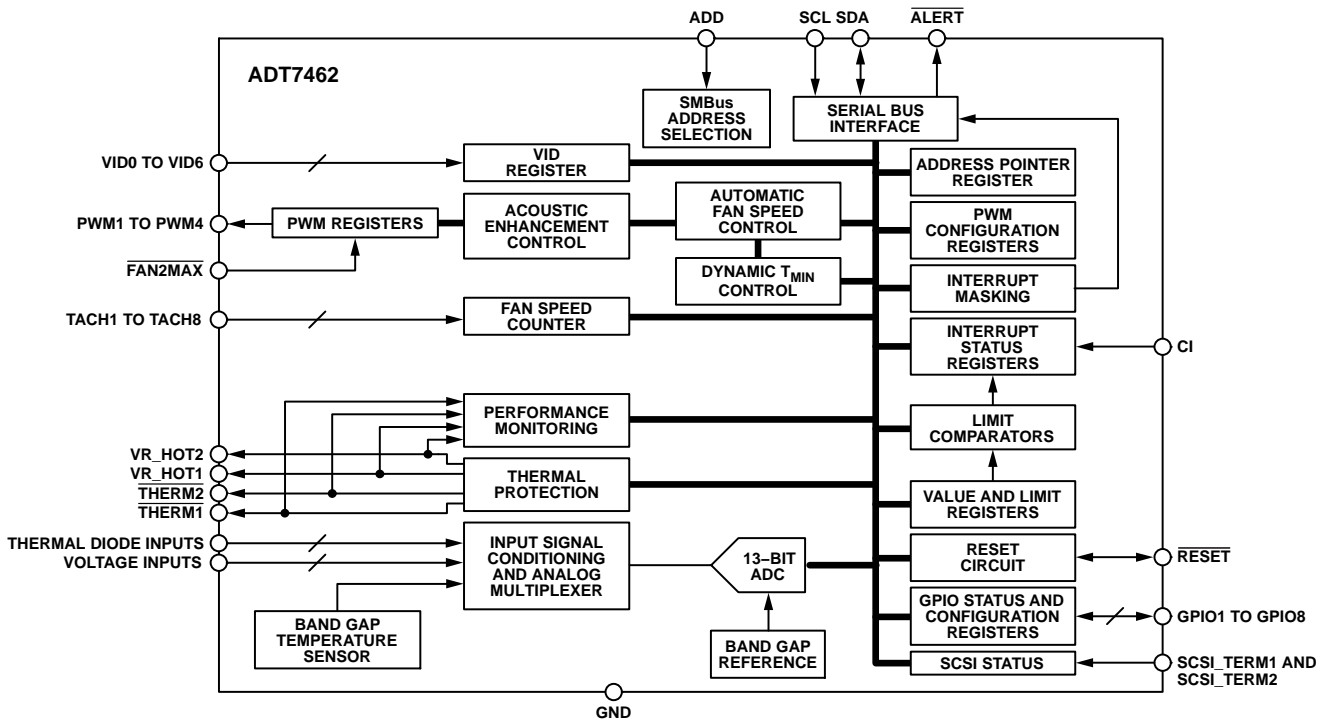 ADD
SCL SDA
ALERT
ADT7462
SMBus
ADDRESS
SELECTION
SERIAL BUS
INTERFACE
VID0 TO VID6
VID
REGISTER
ADDRESS POINTER
REGISTER
PWM1 TO PWM4
PWM REGISTERS
ACOUSTIC
ENHANCEMENT
CONTROL
AUTOMATIC
FAN SPEED
CONTROL
PWM
CONFIGURATION
REGISTERS
FAN2MAX
DYNAMIC TMIN
CONTROL
INTERRUPT
MASKING
TACH1 TO TACH8
FAN SPEED
COUNTER
INTERRUPT
STATUS
REGISTERS
CI
PERFORMANCE
MONITORING
LIMIT
COMPARATORS
VR_HOT2
VR_HOT1
THERM2
THERM1
THERMAL
PROTECTION
VALUE AND LIMIT
REGISTERS
THERMAL DIODE INPUTS
VOLTAGE INPUTS
INPUT SIGNAL
CONDITIONING
AND ANALOG
MULTIPLEXER
13–BIT
ADC
RESET
CIRCUIT
RESET
BAND GAP
TEMPERATURE
SENSOR
BAND GAP
REFERENCE
GPIO STATUS AND
CONFIGURATION
REGISTERS
GPIO1 TO GPIO8
SCSI STATUS
SCSI_TERM1 AND
SCSI_TERM2
GND